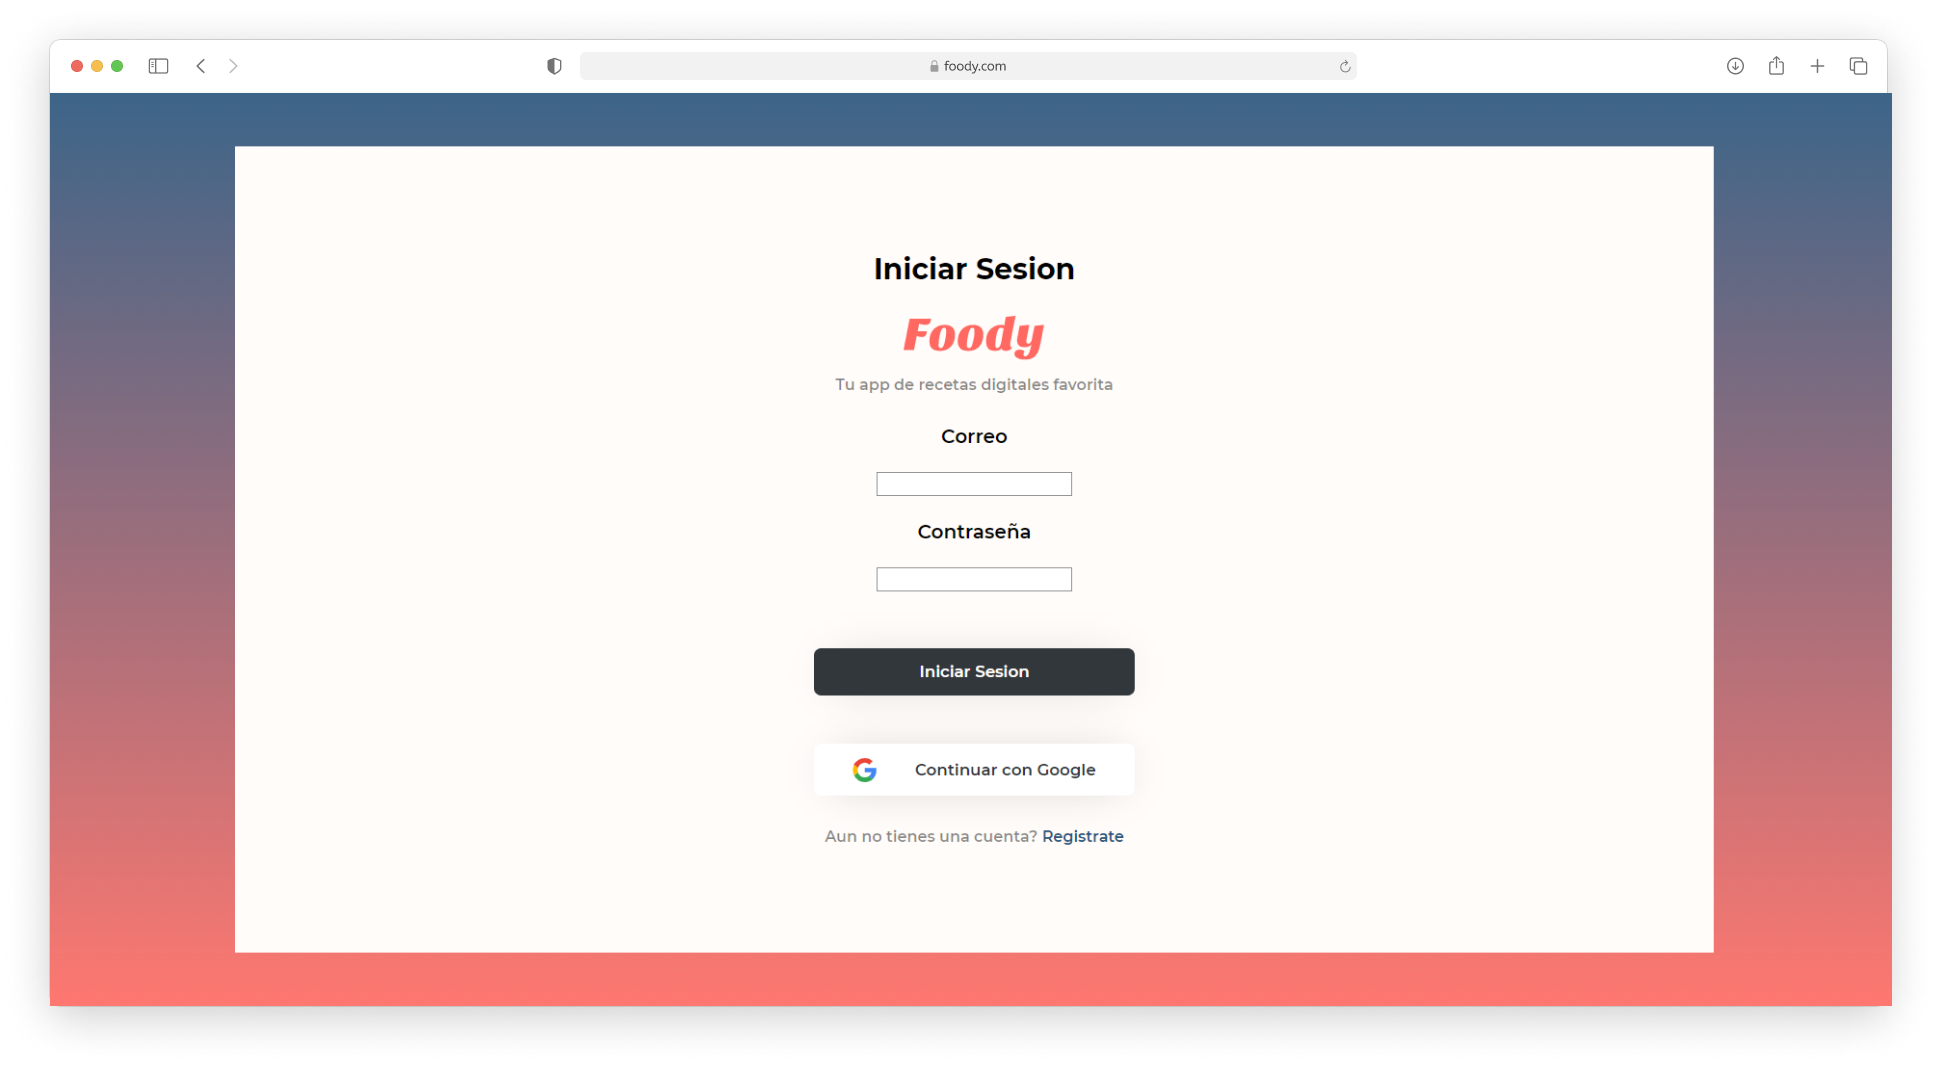 foody.com
Iniciar Sesion
Foody
Tu app de recetas digitales favorita
Correo
Contraseña
Iniciar Sesion
Continuar con Google
Aun no tienes una cuenta? Registrate